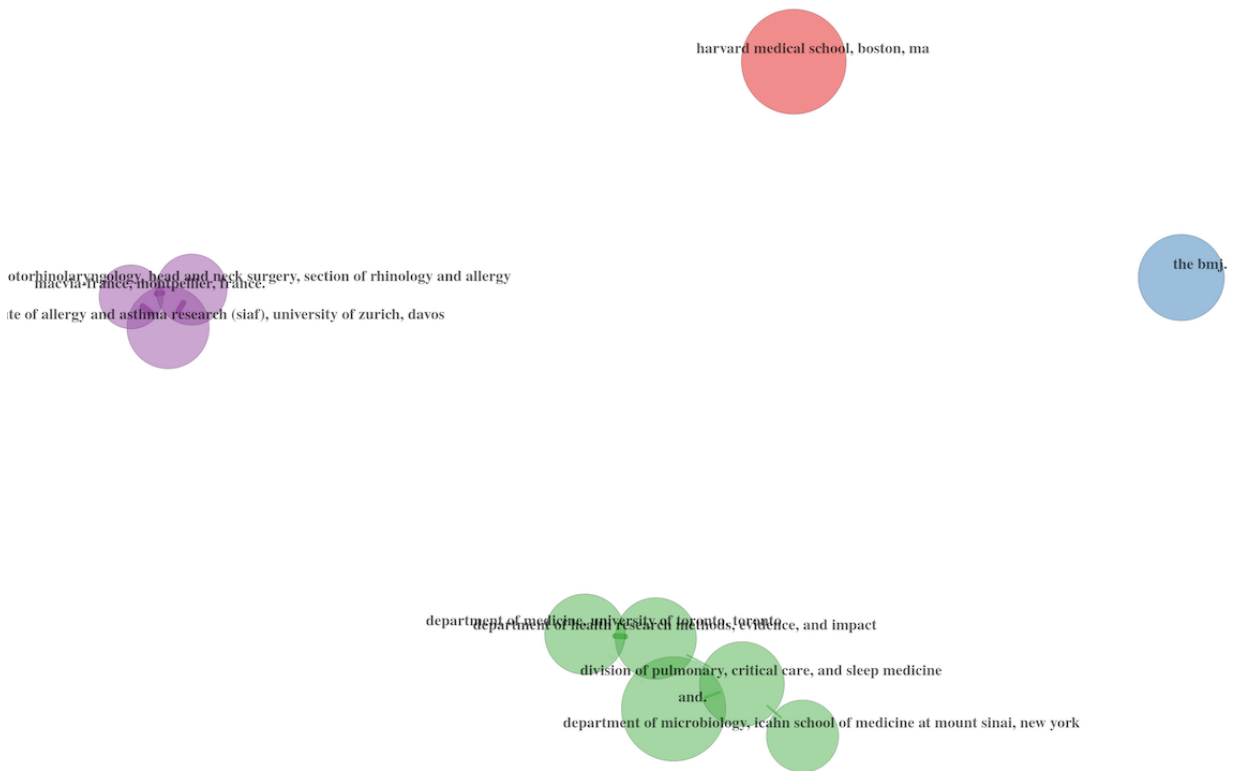 harvard medical school, boston, ma
the bmj.
otorhinolaryngology, head and neck surgery, section of rhinology and allergy
macvia-france, montpellier, france.
te of allergy and asthma research (siaf), university of zurich, davos
department of medicine, university of toronto, toronto
department of health research methods, evidence, and impact
division of pulmonary, critical care, and sleep medicine
and.
department of microbiology, icahn school of medicine at mount sinai, new york